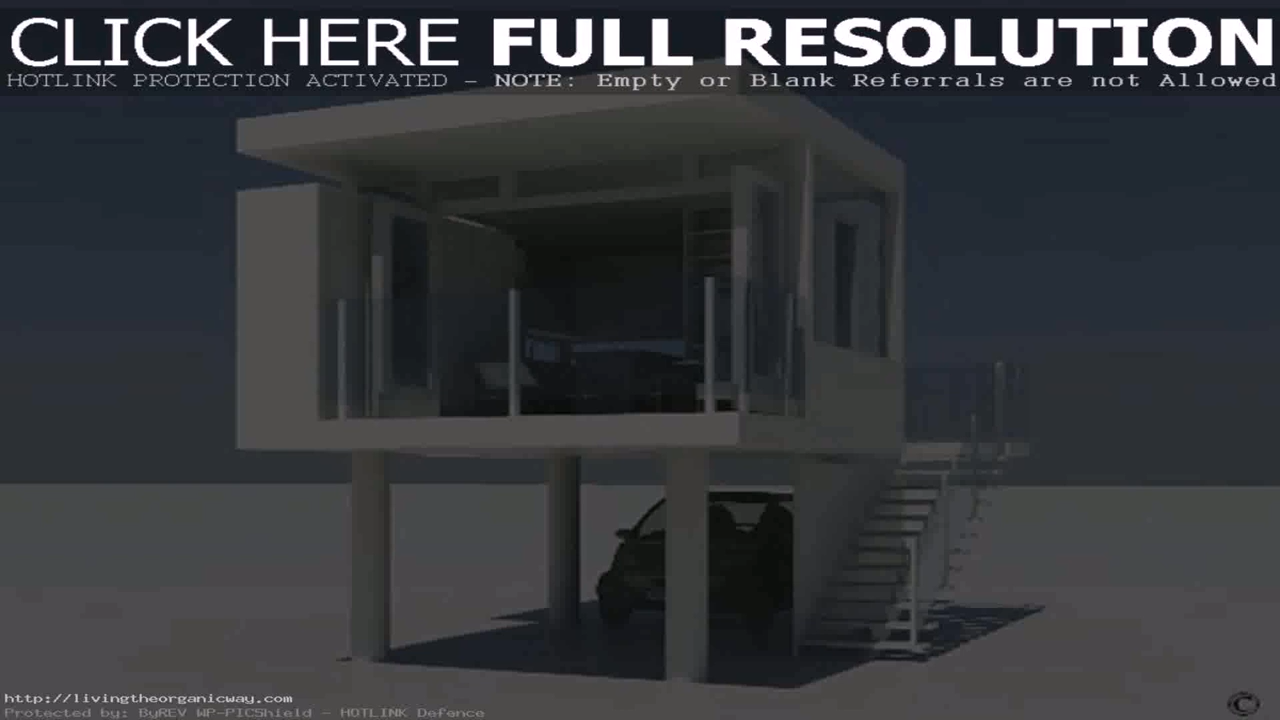 CLICK HERE FULL RESOLUTION
HOTLINK PROTECTION ACTIVATED – NOTE: Empty or Blank Referrals are not Allowed
http://livingtheorganicway.com
Protected by: ByREV WP-PICShield – HOTLINK Defence
©